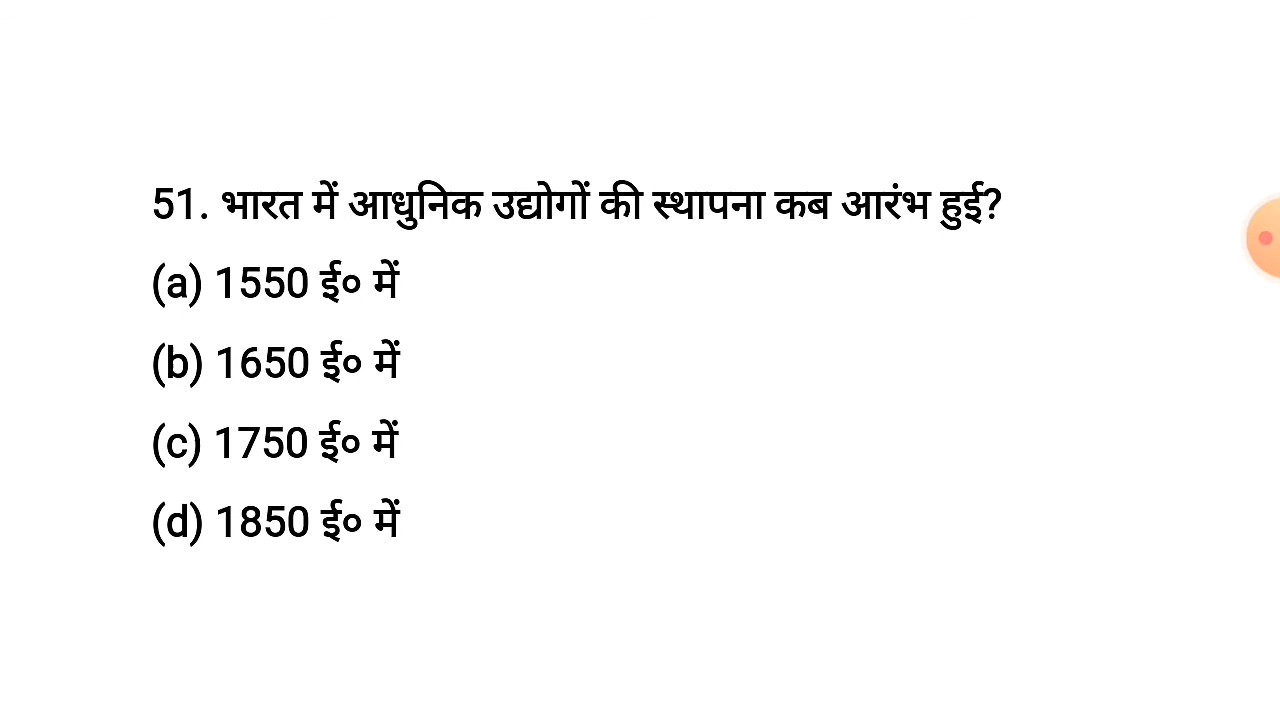 51. भारत में आधुनिक उद्योगों की स्थापना कब आरंभ हुई?
(a) 1550 ई० में
(b) 1650 ई० में
(c) 1750 ई० में
(d) 1850 ई० में